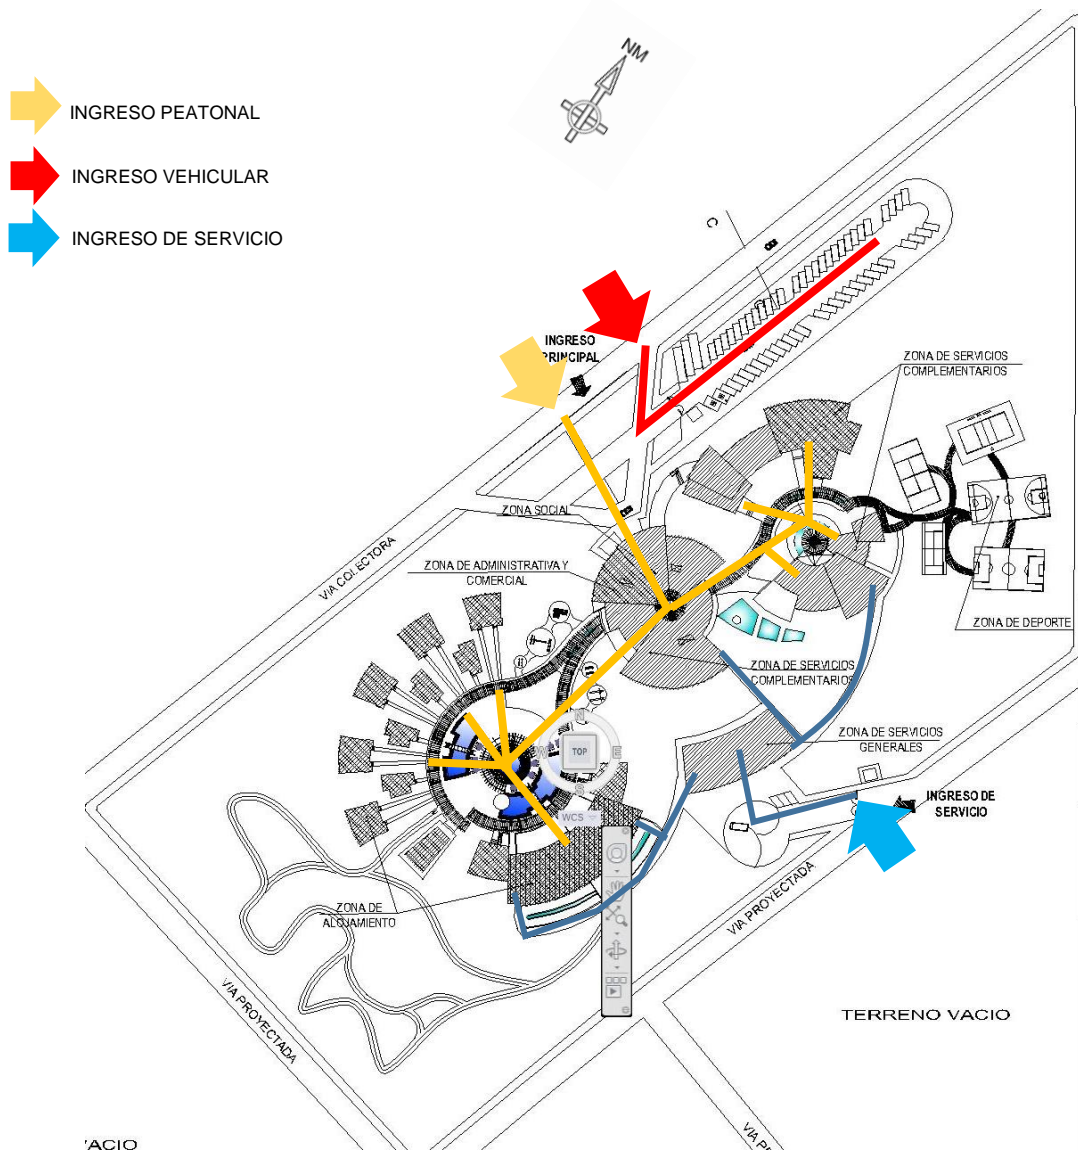 NM
INGRESO PEATONAL
INGRESO VEHICULAR
INGRESO DE SERVICIO
C
INGRESO
PRINCIPAL
ZONA DE SERVICIOS
COMPLEMENTARIOS
ZONA SOCIAL
VIA COLECTORA
ZONA DE ADMINISTRATIVA Y
COMERCIAL
ZONA DE DEPORTE
ZONA DE SERVICIOS
COMPLEMENTARIOS
ZONA DE SERVICIOS
GENERALES
N
W
TOP
E
S
WCS
INGRESO DE
SERVICIO
ZONA DE
ALOJAMIENTO
VIA PROYECTADA
VIA PROYECTADA
TERRENO VACIO
VACIO